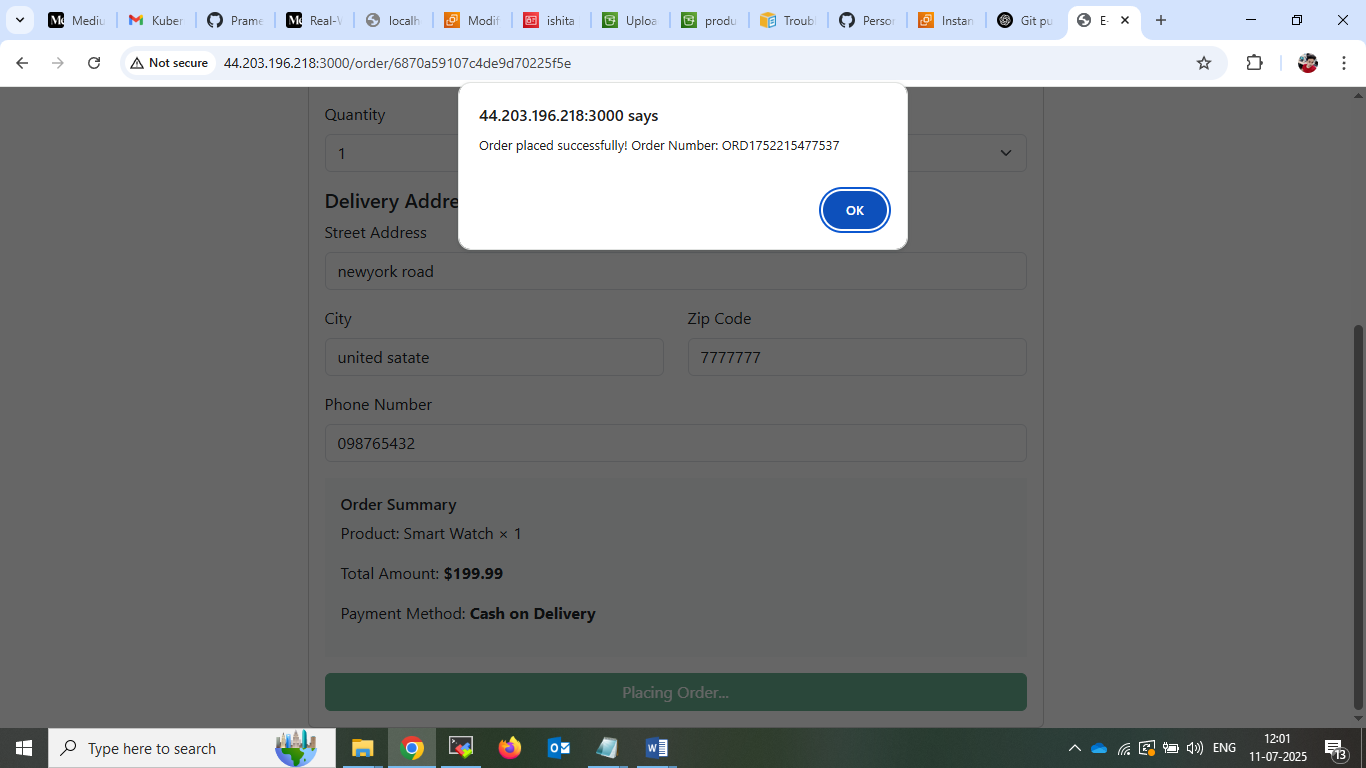 Mediu
Kuber
Prame
Real-W
localh
Modif
ishita
Uploa
produ
Troubl
Person
Instan
Git pu
E-
Not secure
44.203.196.218:3000/order/6870a59107c4de9d70225f5e
44.203.196.218:3000 says
Order placed successfully! Order Number: ORD1752215477537
OK
Quantity
1
Delivery Addre
Street Address
newyork road
City
Zip Code
united satate
7777777
Phone Number
098765432
Order Summary
Product: Smart Watch × 1
Total Amount: $199.99
Payment Method: Cash on Delivery
Placing Order...
Type here to search
ENG
12:01
11-07-2025
13